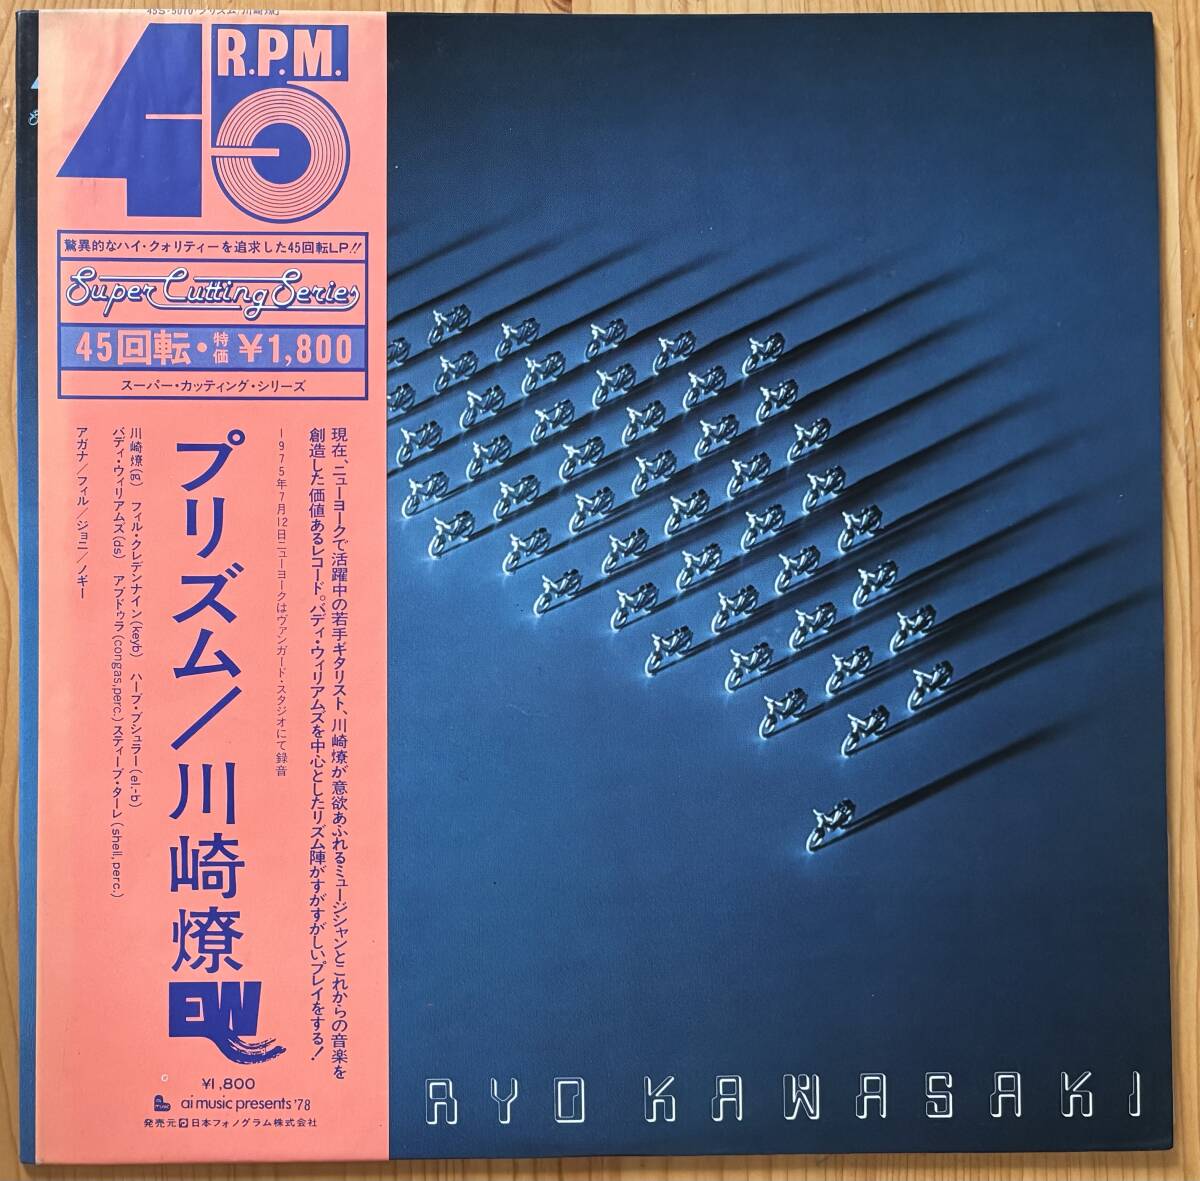 45S-5070「プリズム/川崎燎」
45
R.P.M.
驚異的なハイ・クォリティーを追求した45回転LP!!
Super Cutting Series
45回転・特価 ¥1,800
スーパー・カッティング・シリーズ
現在、ニューヨークで活躍中の若手ギタリスト、川崎燎が意欲あふれるミュージシャンとこれからの音楽を
創造した価値あるレコード。バディ・ウィリアムズを中心としたリズム陣がすがすがしいプレイをする!
1975年7月12日ニューヨークはヴァンガード・スタジオにて録音
プリズム/川崎燎
川崎燎(g) フィル・クレデンナイン(keyb) ハーブ・ブシュラー(el.-b)
バディ・ウィリアムズ(ds) アブドゥラ(congas,perc.)スティーブ・ターレ(shell,perc.)
アガナ/フィル/ジョニ/ノギー
EW
¥1,800
ai music presents '78
発売元 日本フォノグラム株式会社
RYO KAWASAKI